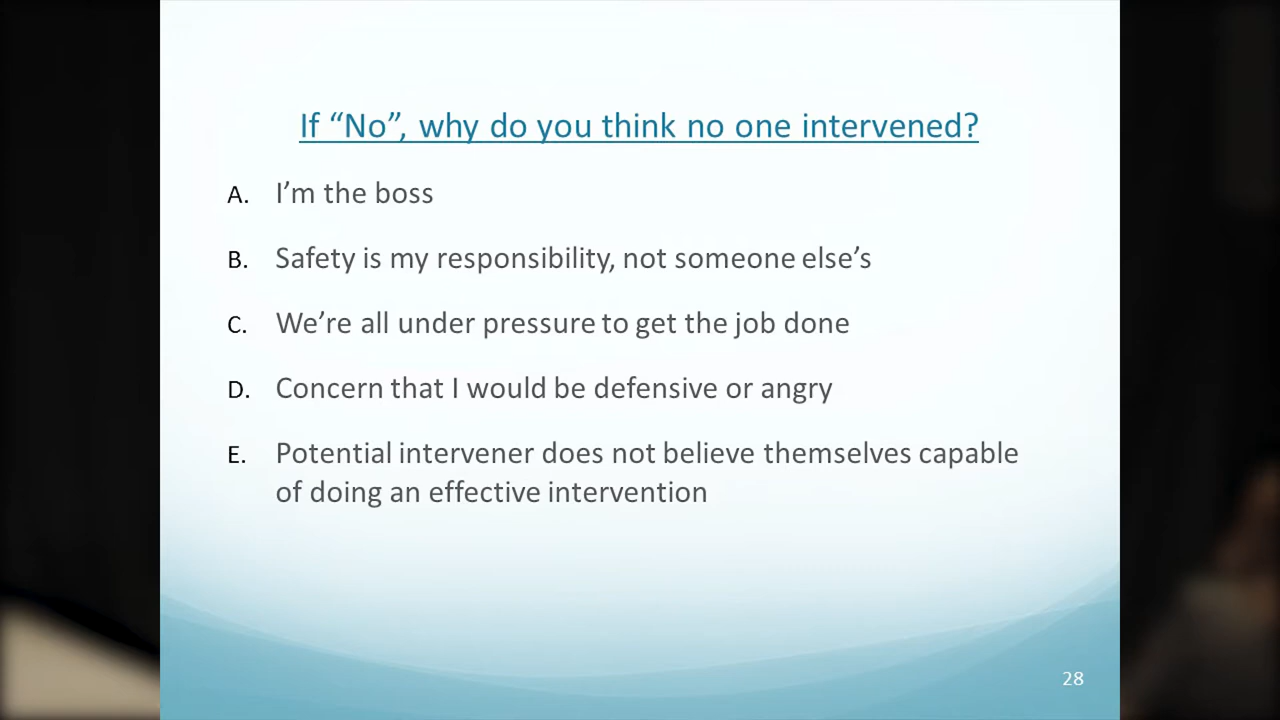 If “No”, why do you think no one intervened?
A. I’m the boss
B. Safety is my responsibility, not someone else’s
C. We’re all under pressure to get the job done
D. Concern that I would be defensive or angry
E. Potential intervener does not believe themselves capable
of doing an effective intervention
28